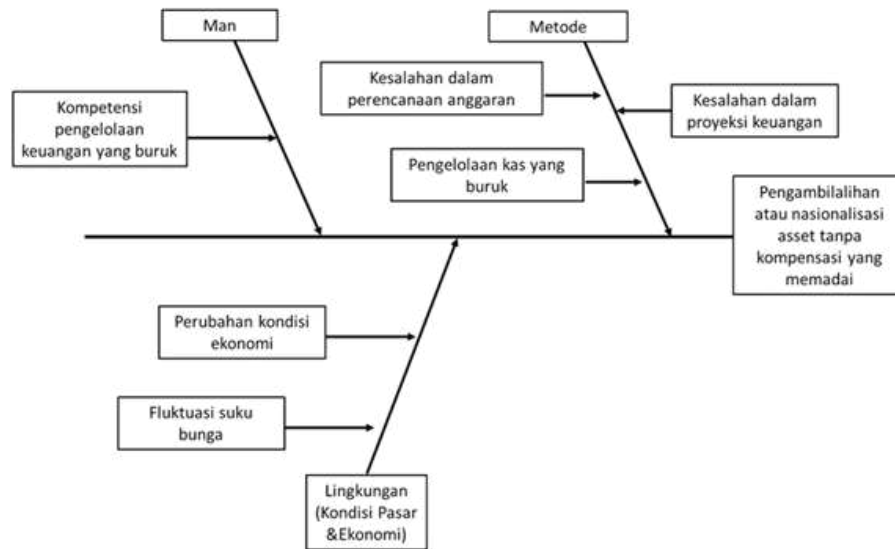 Man
Metode
Kompetensi
pengelolaan
keuangan yang buruk
Kesalahan dalam
perencanaan anggaran
Kesalahan dalam
proyeksi keuangan
Pengelolaan kas yang
buruk
Pengambilalihan
atau nasionalisasi
asset tanpa
kompensasi yang
memadai
Perubahan kondisi
ekonomi
Fluktuasi suku
bunga
Lingkungan
(Kondisi Pasar
&Ekonomi)